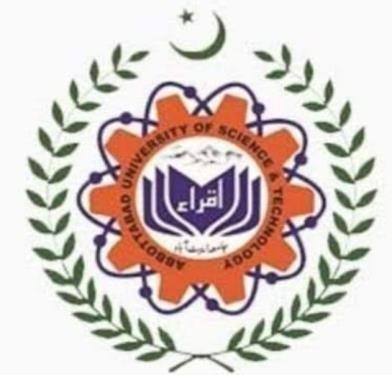 ABBOTTABAD UNIVERSITY OF SCIENCE & TECHNOLOGY
اقراء